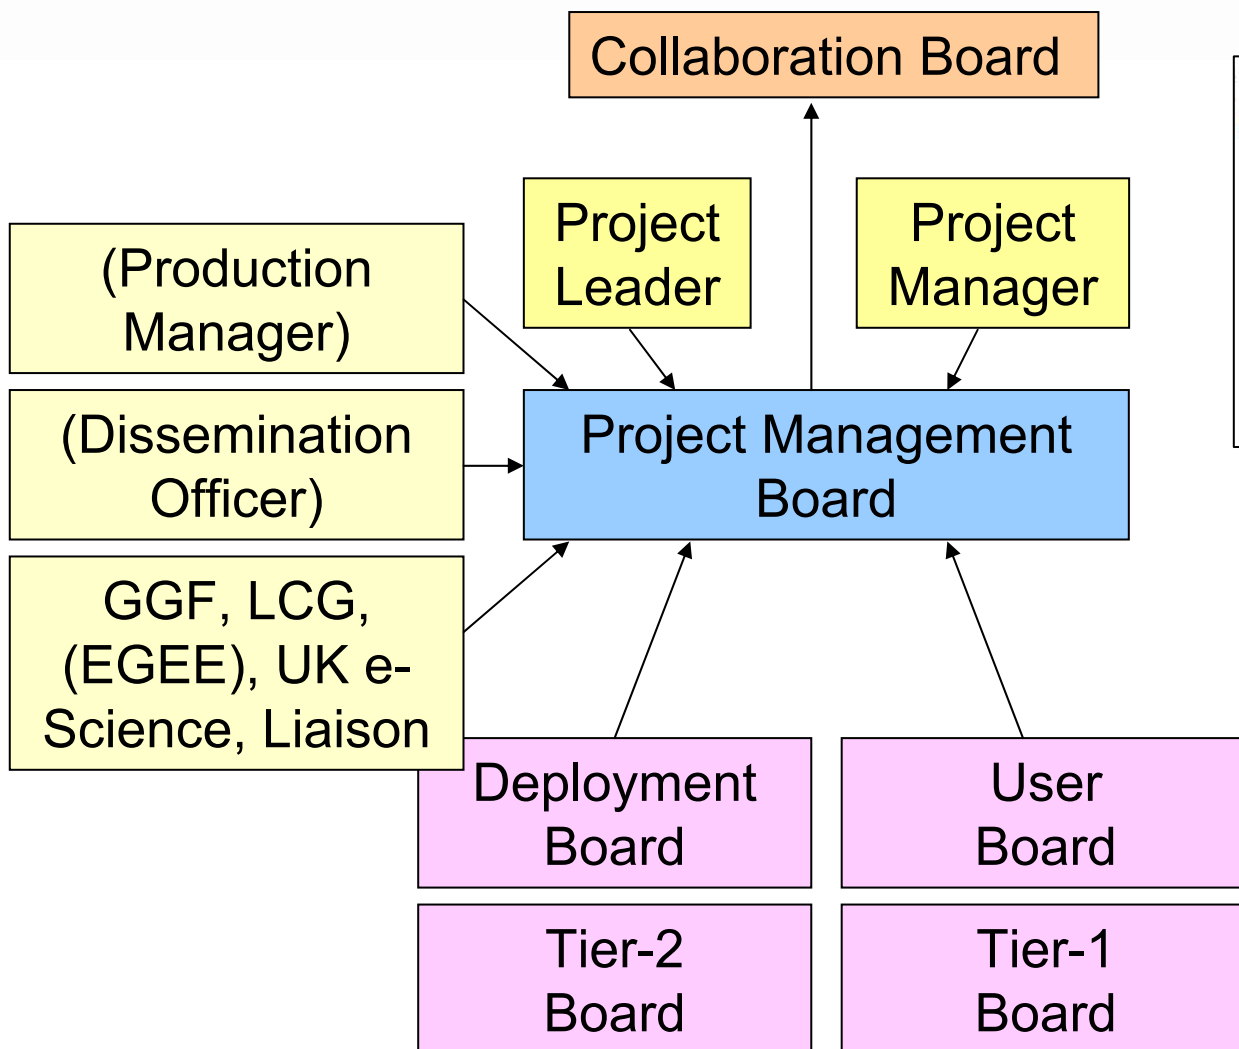 Collaboration Board
Project
Leader
Project
Manager
(Production
Manager)
(Dissemination
Officer)
Project Management
Board
GGF, LCG,
(EGEE), UK e-
Science, Liaison
Deployment
Board
User
Board
Tier-2
Board
Tier-1
Board